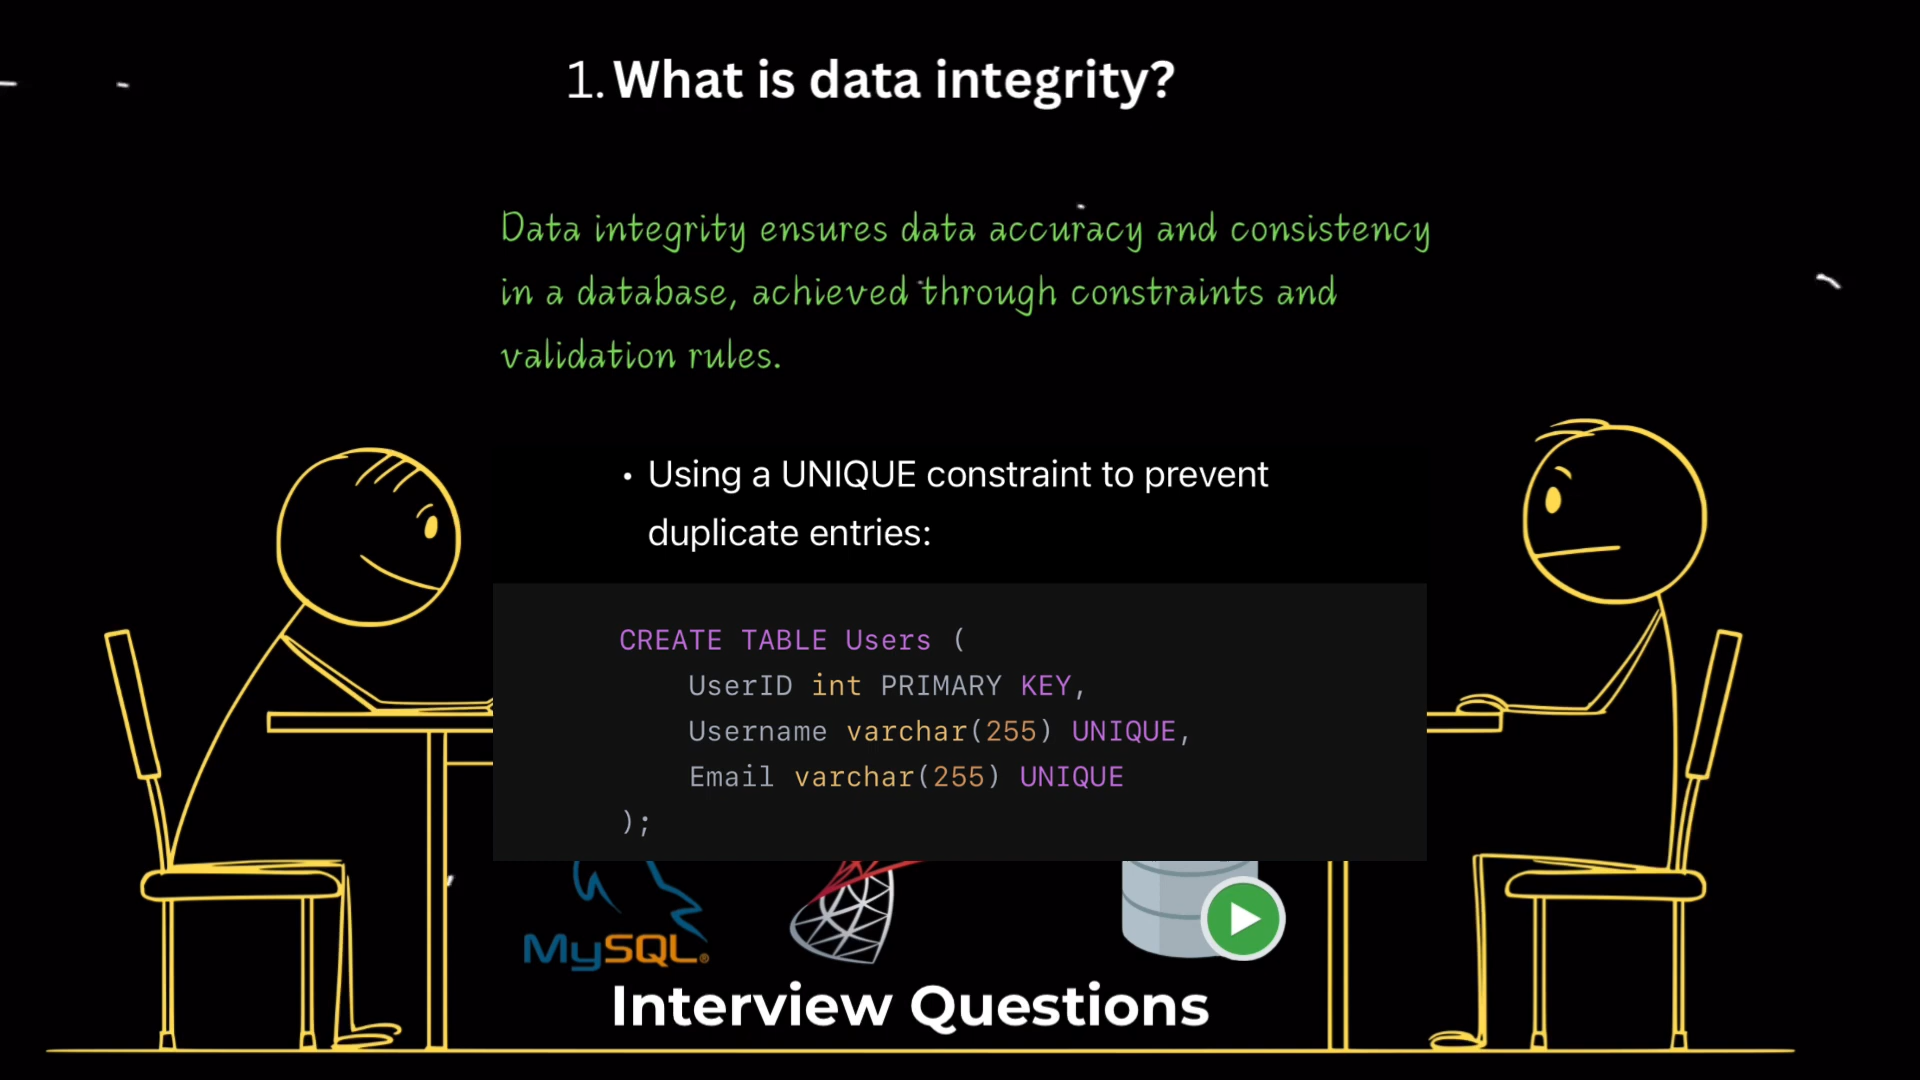 1. What is data integrity?
Data integrity ensures data accuracy and consistency
in a database, achieved through constraints and
validation rules.
• Using a UNIQUE constraint to prevent
duplicate entries:
CREATE TABLE Users (
    UserID int PRIMARY KEY,
    Username varchar(255) UNIQUE,
    Email varchar(255) UNIQUE
);
MySQL®
Interview Questions